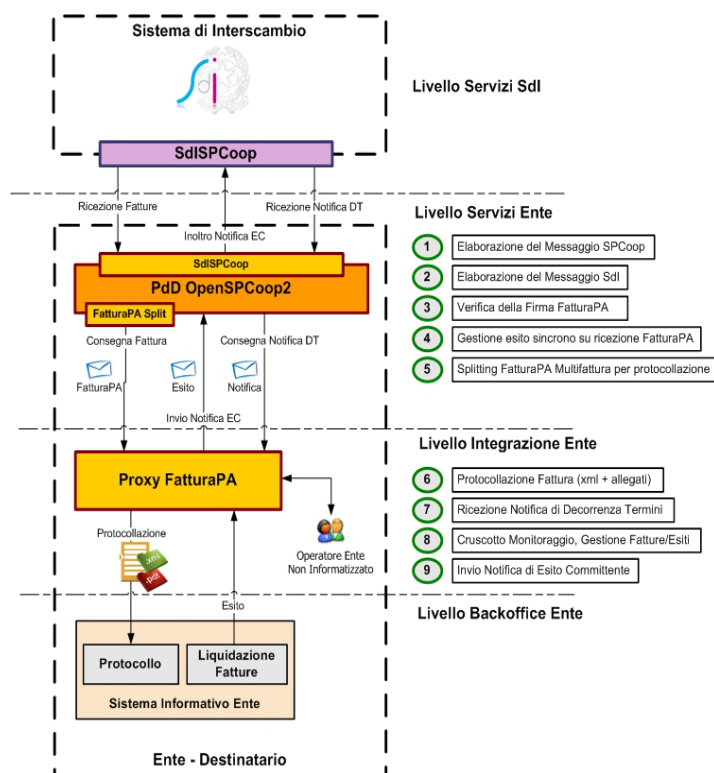 Sistema di Interscambio
Sdi
Livello Servizi SdI
SdISPCoop
Ricezione Fatture
Ricezione Notifica DT
Inoltro Notifica EC
Livello Servizi Ente
SdISPCoop
PdD OpenSPCoop2
FatturaPA Split
1 Elaborazione del Messaggio SPCoop
2 Elaborazione del Messaggio SdI
3 Verifica della Firma FatturaPA
4 Gestione esito sincrono su ricezione FatturaPA
5 Splitting FatturaPA Multifattura per protocollazione
Consegna Fattura
Consegna Notifica DT
FatturaPA
Esito
Notifica
Invio Notifica EC
Livello Integrazione Ente
Proxy FatturaPA
6 Protocollazione Fattura (xml + allegati)
7 Ricezione Notifica di Decorrenza Termini
8 Cruscotto Monitoraggio, Gestione Fatture/Esiti
9 Invio Notifica di Esito Committente
Protocollazione
.xml
.pdf
Operatore Ente
Non Informatizzato
Esito
Livello Backoffice Ente
Protocollo
Liquidazione
Fatture
Sistema Informativo Ente
Ente - Destinatario